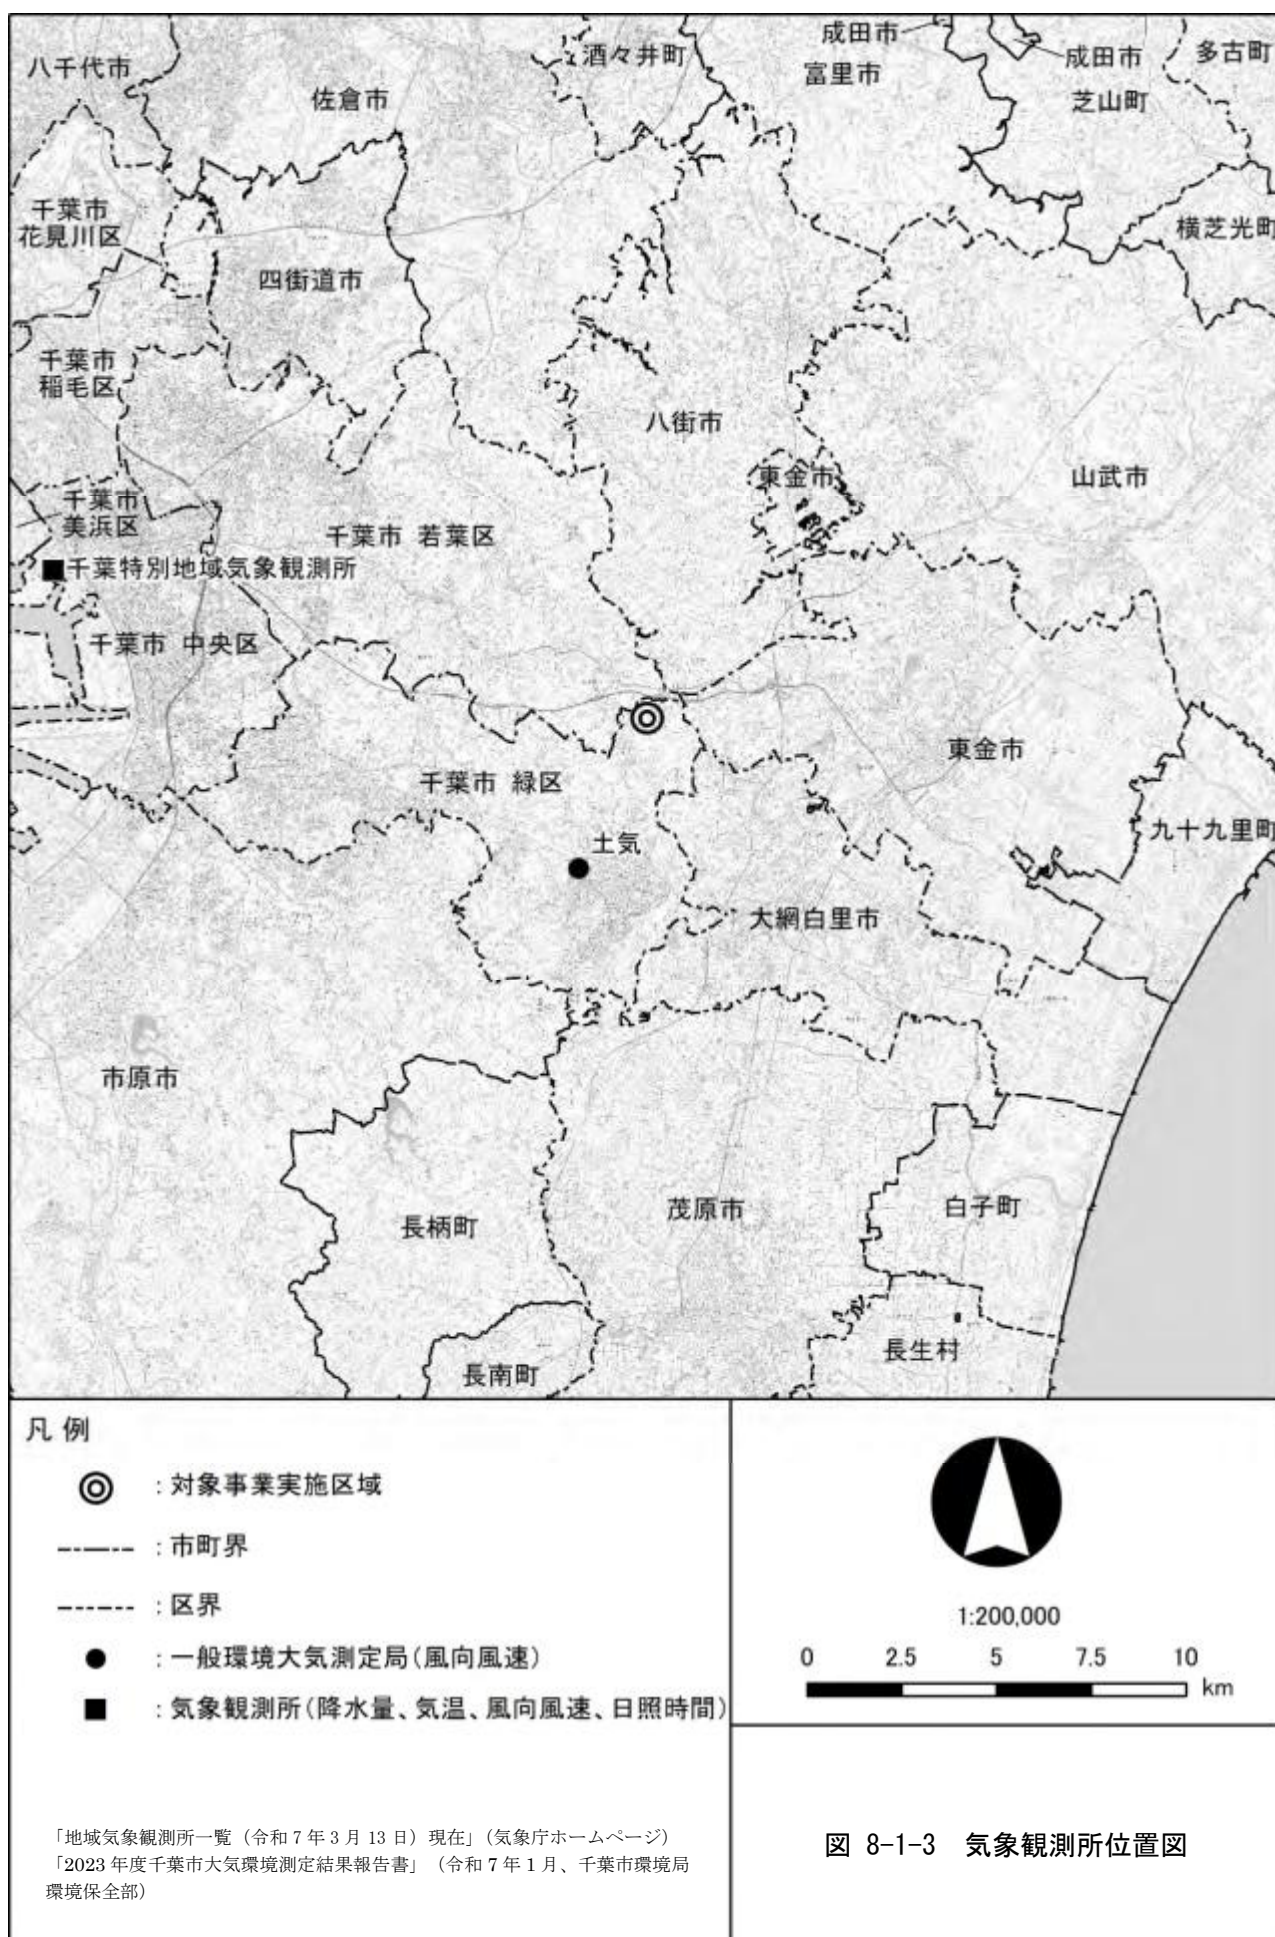 成田市
酒々井町
成田市
多古町
八千代市
富里市
佐倉市
芝山町
千葉市
花見川区
横芝光町
四街道市
千葉市
稲毛区
八街市
東金市
山武市
千葉市
美浜区
千葉市 若葉区
千葉特別地域気象観測所
千葉市 中央区
東金市
千葉市 緑区
九十九里町
土気
大網白里市
市原市
茂原市
白子町
長柄町
長生村
長南町
凡 例
：対象事業実施区域
：市町界
：区界
：一般環境大気測定局（風向風速）
：気象観測所（降水量、気温、風向風速、日照時間）
1:200,000
0 2.5 5 7.5 10
km
「地域気象観測所一覧（令和 7 年 3 月 13 日）現在」（気象庁ホームページ）
「2023 年度千葉市大気環境測定結果報告書」（令和 7 年 1 月、千葉市環境局
環境保全部）
図 8-1-3 気象観測所位置図